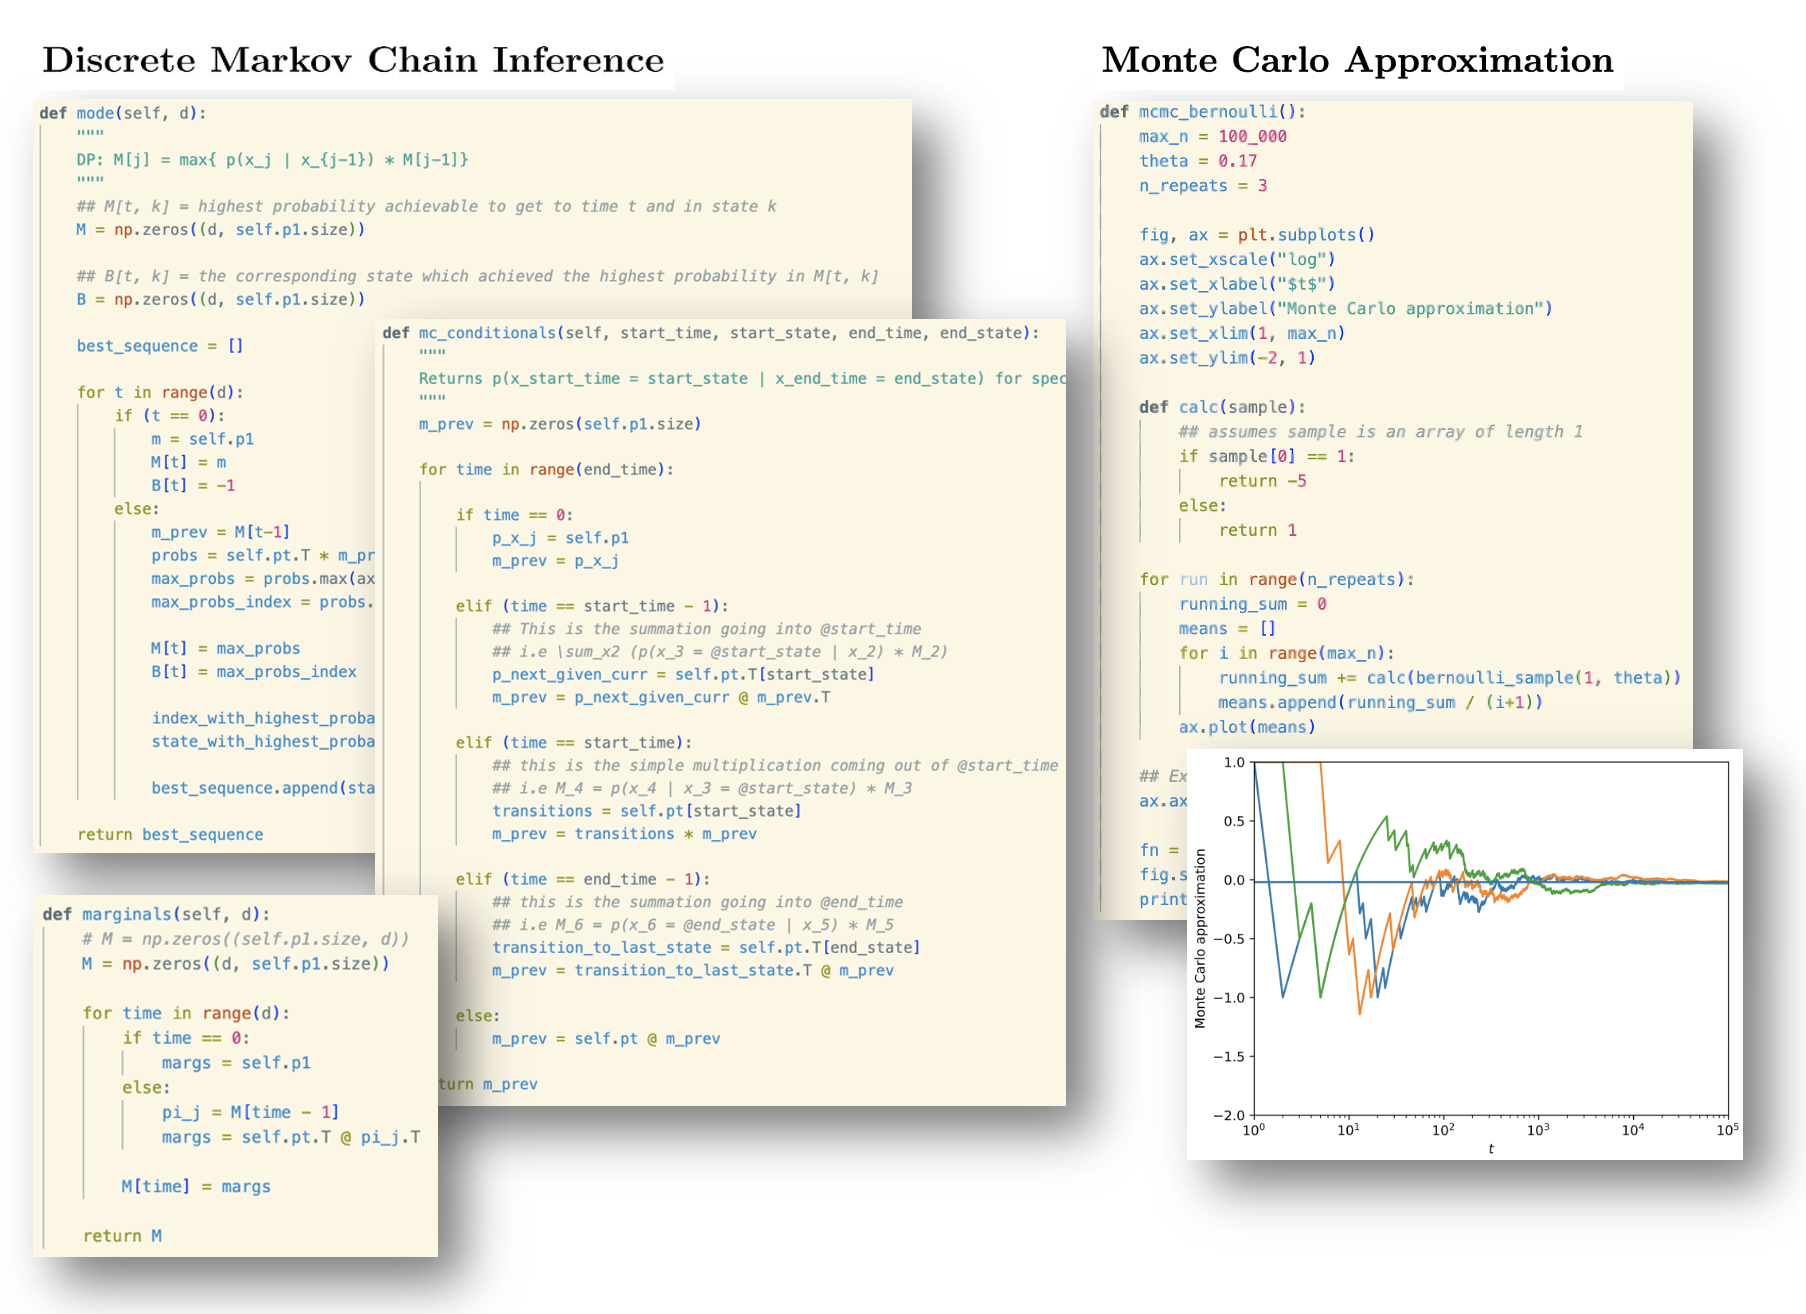 Discrete Markov Chain Inference
def mode(self, d):
"""
DP: M[j] = max{ p(x_j | x_{j-1}) * M[j-1]}
"""
## M[t, k] = highest probability achievable to get to time t and in state k
M = np.zeros((d, self.p1.size))
## B[t, k] = the corresponding state which achieved the highest probability in M[t, k]
B = np.zeros((d, self.p1.size))
best_sequence = []
for t in range(d):
if (t == 0):
m = self.p1
M[t] = m
B[t] = -1
else:
m_prev = M[t-1]
probs = self.pt.T * m_pr
max_probs = probs.max(ax
max_probs_index = probs.
M[t] = max_probs
B[t] = max_probs_index
index_with_highest_proba
state_with_highest_proba
best_sequence.append(sta
return best_sequence
def mc_conditionals(self, start_time, start_state, end_time, end_state):
"""
Returns p(x_start_time = start_state | x_end_time = end_state) for spec
"""
m_prev = np.zeros(self.p1.size)
for time in range(end_time):
if time == 0:
p_x_j = self.p1
m_prev = p_x_j
elif (time == start_time - 1):
## This is the summation going into @start_time
## i.e \sum_x2 (p(x_3 = @start_state | x_2) * M_2)
p_next_given_curr = self.pt.T[start_state]
m_prev = p_next_given_curr @ m_prev.T
elif (time == start_time):
## this is the simple multiplication coming out of @start_time
## i.e M_4 = p(x_4 | x_3 = @start_state) * M_3
transitions = self.pt[start_state]
m_prev = transitions * m_prev
elif (time == end_time - 1):
## this is the summation going into @end_time
## i.e M_6 = p(x_6 = @end_state | x_5) * M_5
transition_to_last_state = self.pt.T[end_state]
m_prev = transition_to_last_state.T @ m_prev
else:
m_prev = self.pt @ m_prev
turn m_prev
def marginals(self, d):
# M = np.zeros((self.p1.size, d))
M = np.zeros((d, self.p1.size))
for time in range(d):
if time == 0:
margs = self.p1
else:
pi_j = M[time - 1]
margs = self.pt.T @ pi_j.T
M[time] = margs
return M
Monte Carlo Approximation
def mcmc_bernoulli():
max_n = 100_000
theta = 0.17
n_repeats = 3
fig, ax = plt.subplots()
ax.set_xscale("log")
ax.set_xlabel("$t$")
ax.set_ylabel("Monte Carlo approximation")
ax.set_xlim(1, max_n)
ax.set_ylim(-2, 1)
def calc(sample):
## assumes sample is an array of length 1
if sample[0] == 1:
return -5
else:
return 1
for run in range(n_repeats):
running_sum = 0
means = []
for i in range(max_n):
running_sum += calc(bernoulli_sample(1, theta))
means.append(running_sum / (i+1))
ax.plot(means)
## Ex
ax.ax
fn =
fig.s
print
Monte Carlo approximation
1.0
0.5
0.0
−0.5
−1.0
−1.5
−2.0
10⁰ 10¹ 10² 10³ 10⁴ 10⁵
t